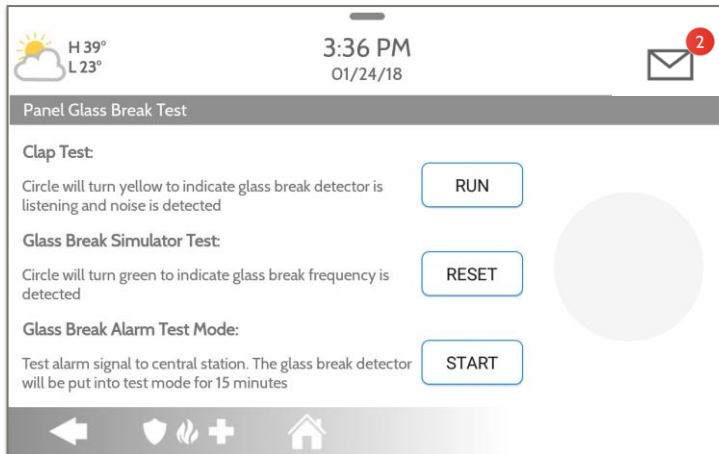 H 39°
L 23°
3:36 PM
01/24/18
2
Panel Glass Break Test
Clap Test:
Circle will turn yellow to indicate glass break detector is
listening and noise is detected
RUN
Glass Break Simulator Test:
Circle will turn green to indicate glass break frequency is
detected
RESET
Glass Break Alarm Test Mode:
Test alarm signal to central station. The glass break detector
will be put into test mode for 15 minutes
START